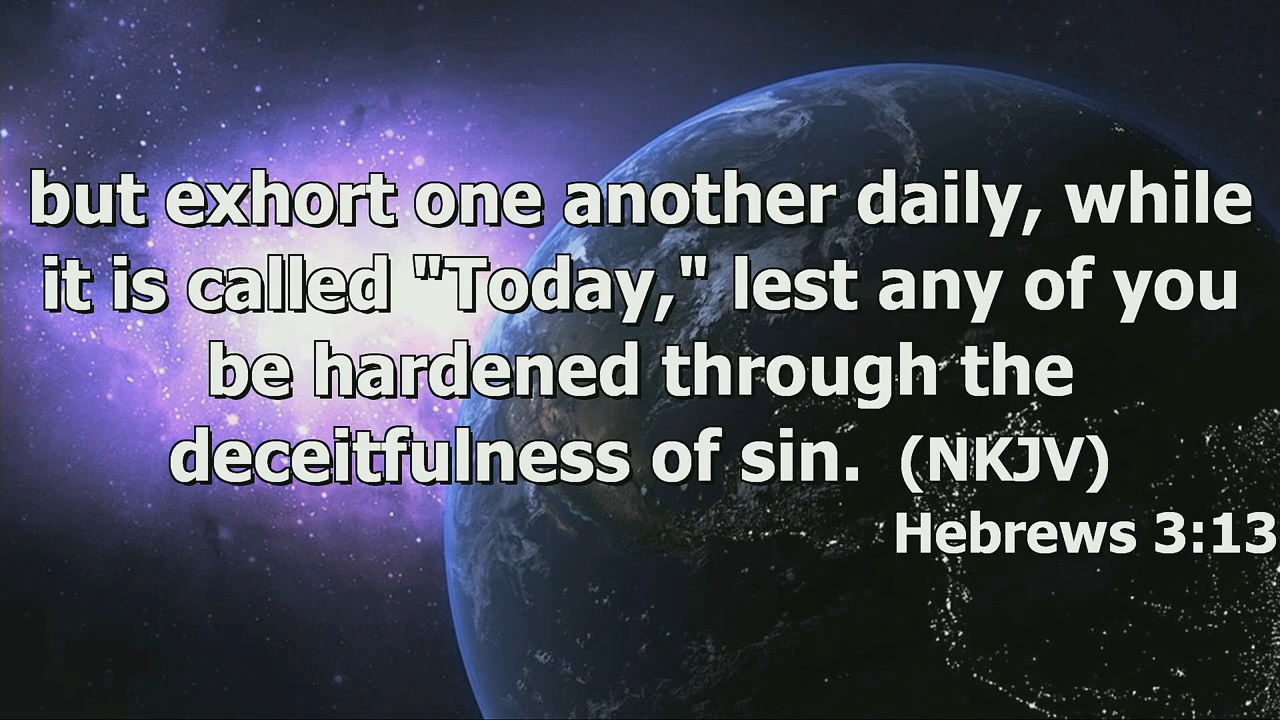 but exhort one another daily, while
it is called "Today," lest any of you
be hardened through the
deceitfulness of sin. (NKJV)
Hebrews 3:13